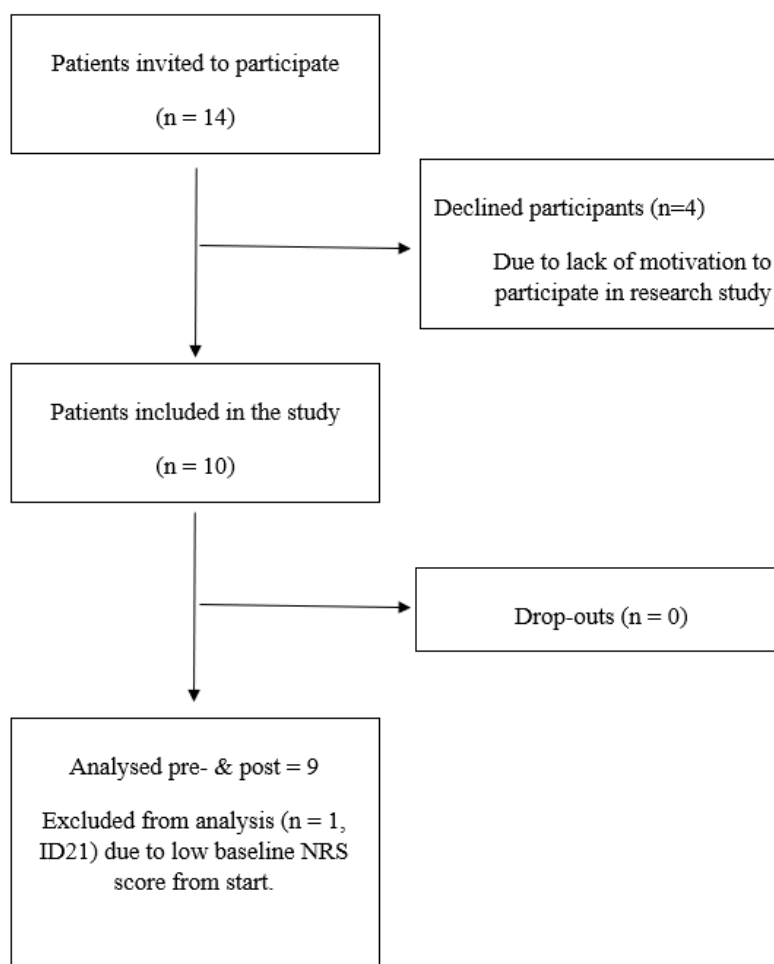 Patients invited to participate
(n = 14)
Declined participants (n=4)
Due to lack of motivation to
participate in research study
Patients included in the study
(n = 10)
Drop-outs (n = 0)
Analysed pre- & post = 9
Excluded from analysis (n = 1,
ID21) due to low baseline NRS
score from start.